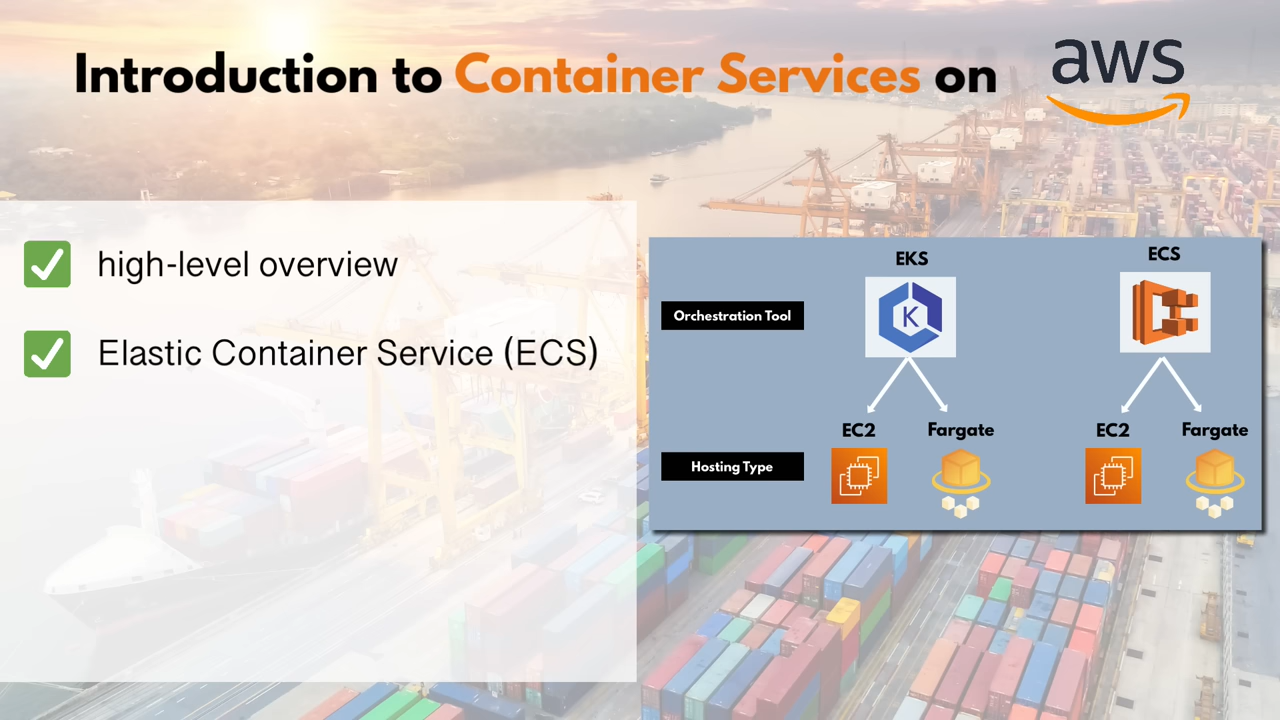 Introduction to Container Services on aws
high-level overview
Elastic Container Service (ECS)
EKS
ECS
Orchestration Tool
K
EC2
Fargate
EC2
Fargate
Hosting Type